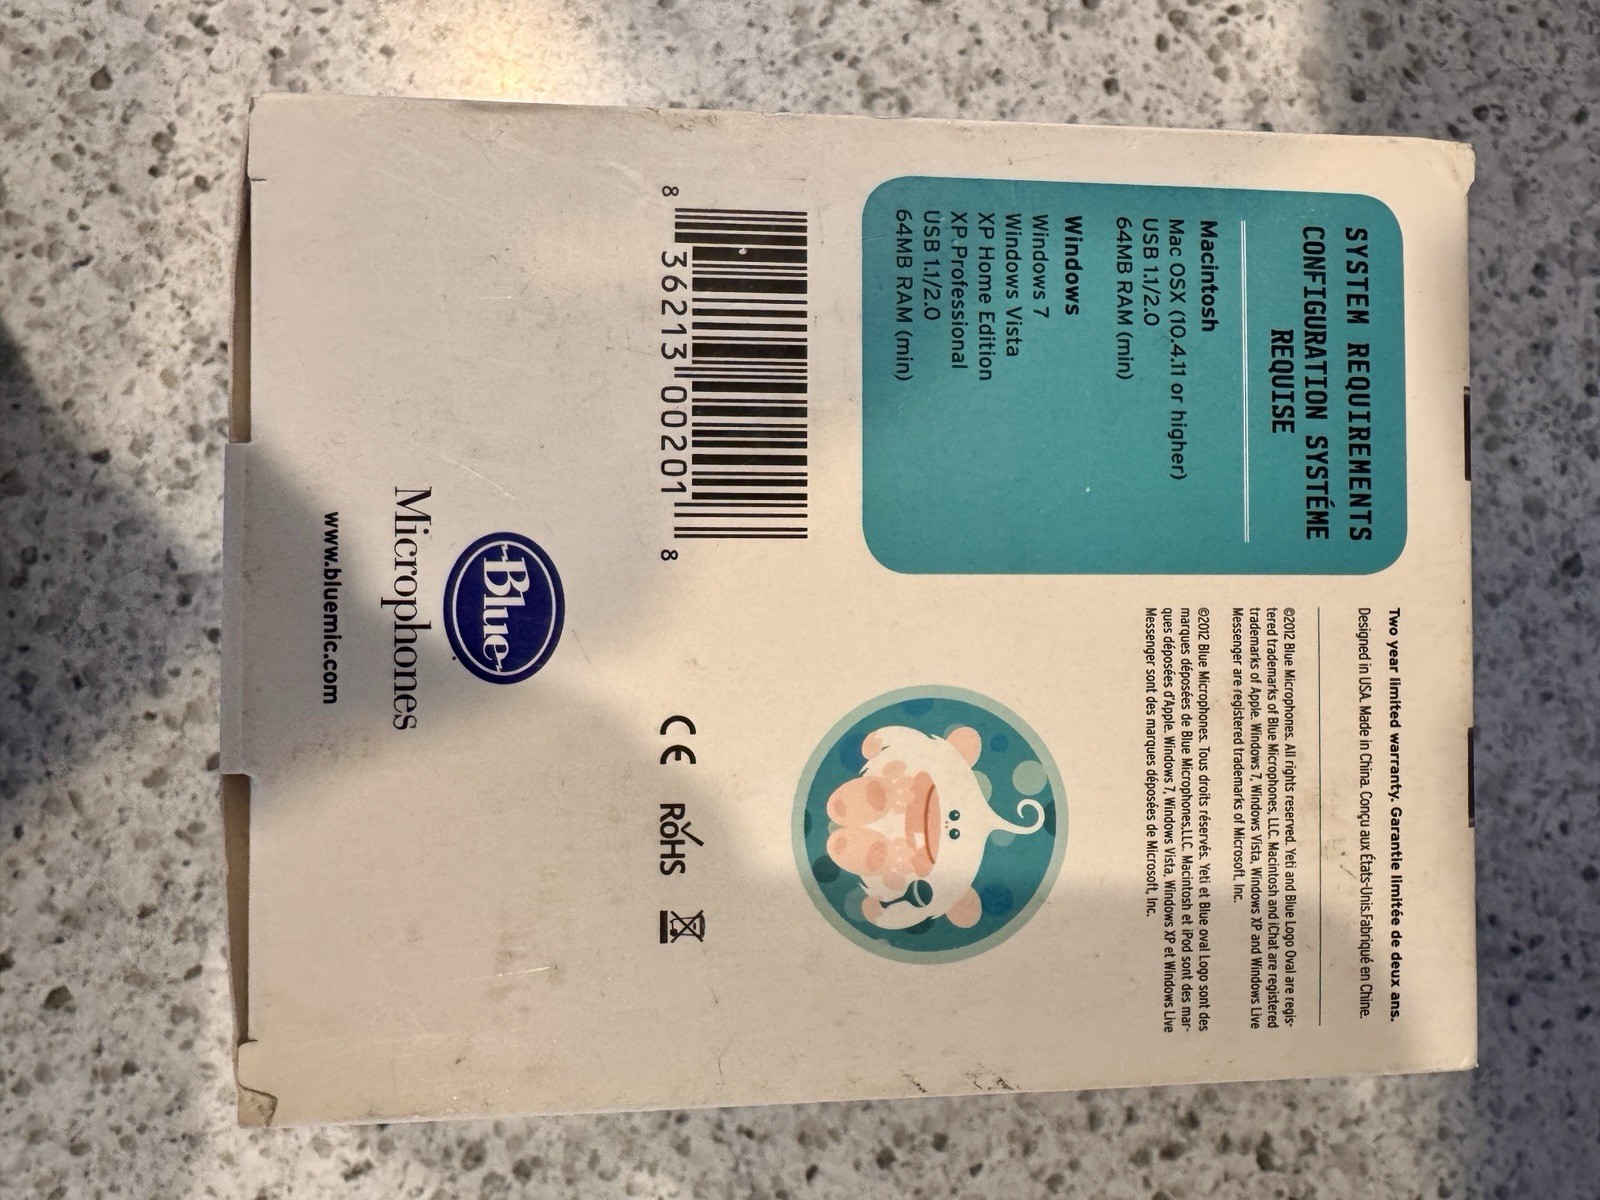 SYSTEM REQUIREMENTS
CONFIGURATION SYSTÉME
REQUISE
Macintosh
Mac OSX (10.4.11 or higher)
USB 1.1/2.0
64MB RAM (min)
Windows
Windows 7
Windows Vista
XP Home Edition
XP Professional
USB 1.1/2.0
64MB RAM (min)
8 36213 00201 8
Two year limited warranty. Garantie limitée de deux ans.
Designed in USA. Made in China. Conçu aux États-Unis.Fabriqué en Chine.
©2012 Blue Microphones. All rights reserved. Yeti and Blue Logo Oval are regis-
tered trademarks of Blue Microphones, LLC. Macintosh and iChat are registered
trademarks of Apple. Windows 7, Windows Vista, Windows XP and Windows Live
Messenger are registered trademarks of Microsoft, Inc.
©2012 Blue Microphones. Tous droits réservés. Yeti et Blue oval Logo sont des
marques déposées de Blue Microphones,LLC. Macintosh et iPod sont des mar-
ques déposées d'Apple. Windows 7, Windows Vista, Windows XP et Windows Live
Messenger sont des marques déposées de Microsoft, Inc.
CE RoHS
Blue
Microphones
www.bluemic.com